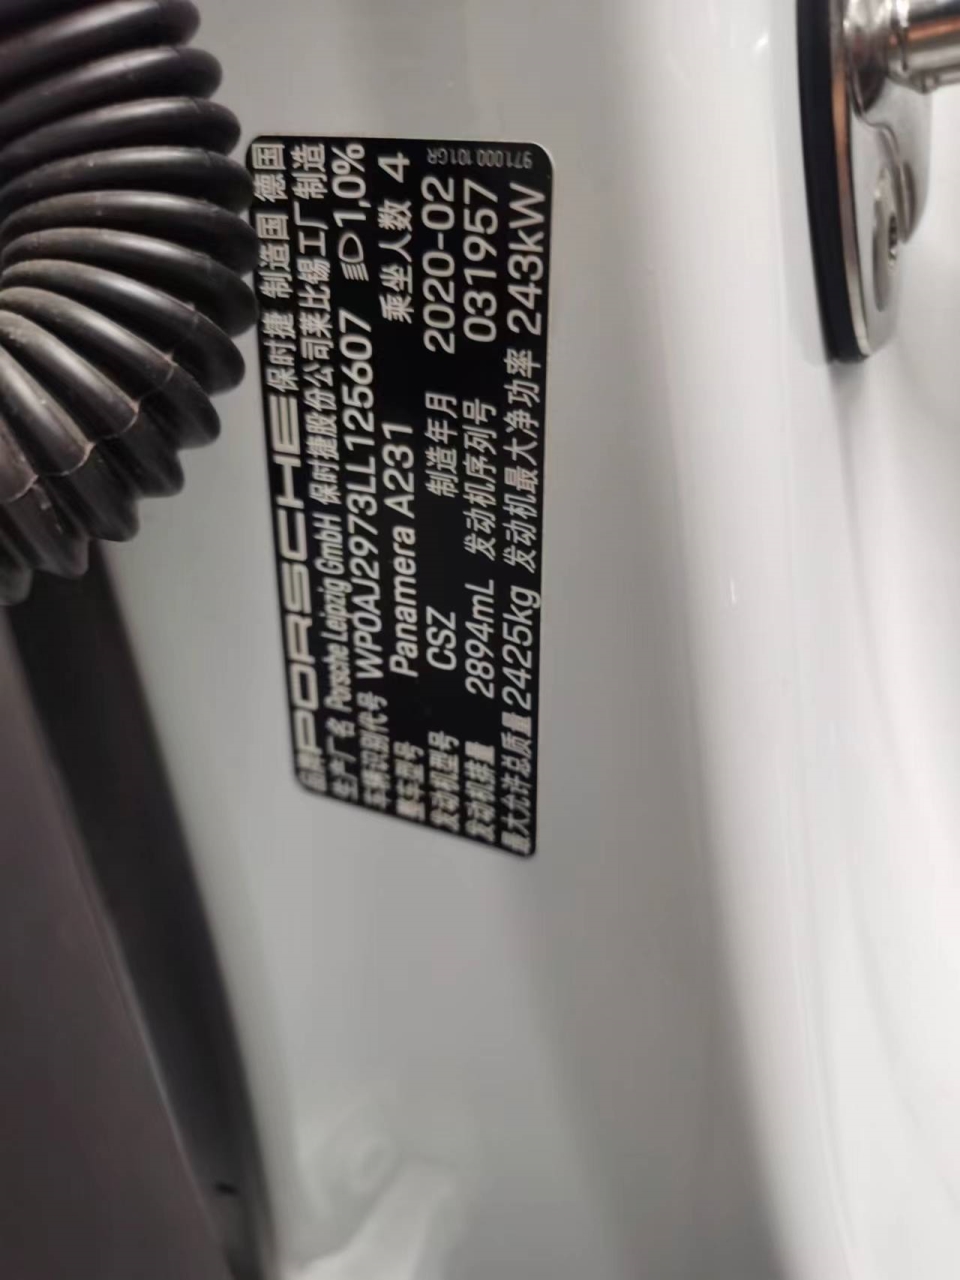 品牌 PORSCHE 保时捷 制造国 德国
生产厂名 Porsche Leipzig GmbH 保时捷股份公司莱比锡工厂制造
车辆识别代号 WP0AJ2973LL125607 1,0%
整车型号 Panamera A231 乘坐人数 4
发动机型号 CSZ 制造年月 2020-02
发动机排量 2894mL 发动机序列号 031957
最大允许总质量 2425kg 发动机最大净功率 243kW
971000 101GR